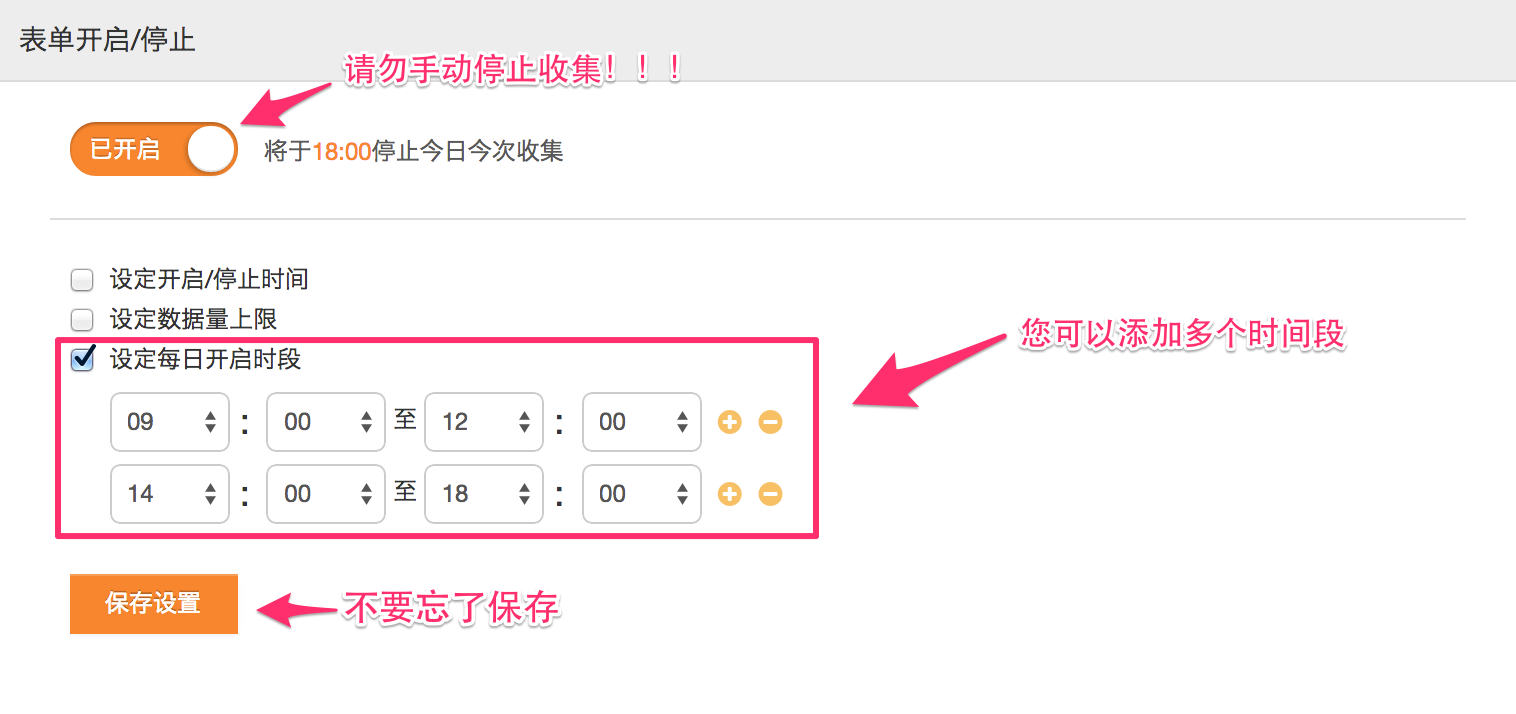 表单开启/停止
请勿手动停止收集！！！
已开启
将于18:00停止今日今次收集
设定开启/停止时间
设定数据量上限
您可以添加多个时间段
设定每日开启时段
09 : 00 至 12 : 00
14 : 00 至 18 : 00
保存设置
不要忘了保存